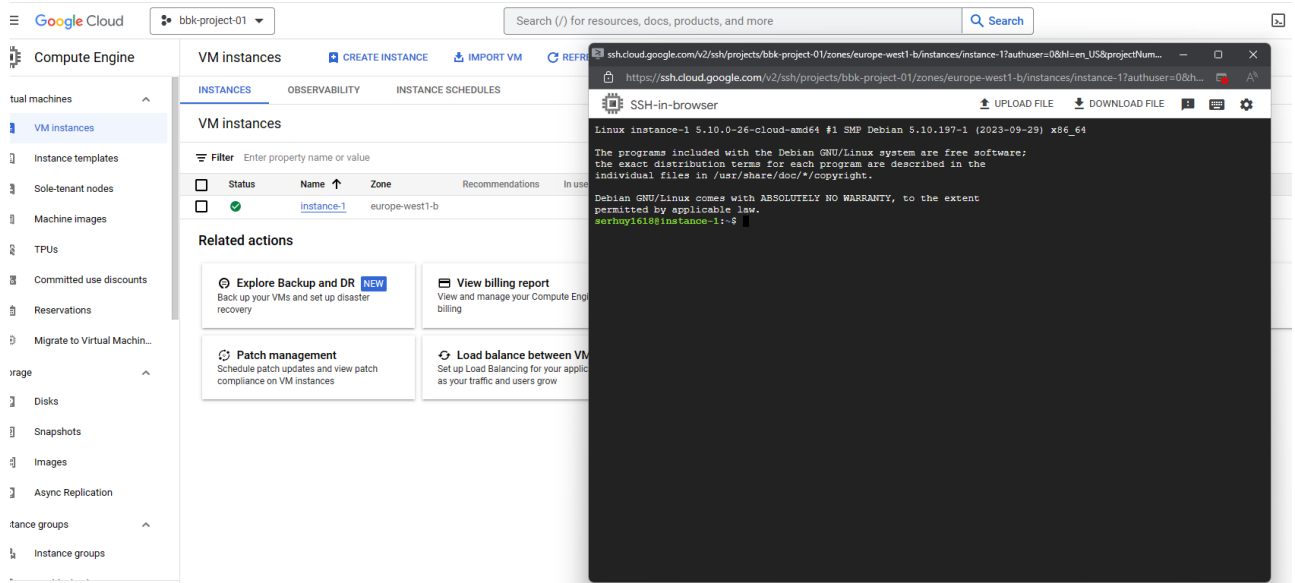 Google Cloud
bbk-project-01
Search (/) for resources, docs, products, and more
Search
Compute Engine
tual machines
VM instances
Instance templates
Sole-tenant nodes
Machine images
TPUs
Committed use discounts
Reservations
Migrate to Virtual Machin...
orage
Disks
Snapshots
Images
Async Replication
stance groups
Instance groups
VM instances
CREATE INSTANCE
IMPORT VM
REFRE
INSTANCES
OBSERVABILITY
INSTANCE SCHEDULES
VM instances
Filter Enter property name or value
Status Name Zone Recommendations In use
instance-1 europe-west1-b
Related actions
Explore Backup and DR NEW
Back up your VMs and set up disaster
recovery
View billing report
View and manage your Compute Engi
billing
Patch management
Schedule patch updates and view patch
compliance on VM instances
Load balance between VM
Set up Load Balancing for your applic
as your traffic and users grow
ssh.cloud.google.com/v2/ssh/projects/bbk-project-01/zones/europe-west1-b/instances/instance-1?authuser=0&hl=en_US&projectNum...
https://ssh.cloud.google.com/v2/ssh/projects/bbk-project-01/zones/europe-west1-b/instances/instance-1?authuser=0&h...
SSH-in-browser
UPLOAD FILE
DOWNLOAD FILE
Linux instance-1 5.10.0-26-cloud-amd64 #1 SMP Debian 5.10.197-1 (2023-09-29) x86_64
The programs included with the Debian GNU/Linux system are free software;
the exact distribution terms for each program are described in the
individual files in /usr/share/doc/*/copyright.
Debian GNU/Linux comes with ABSOLUTELY NO WARRANTY, to the extent
permitted by applicable law.
serhuy1618@instance-1:~$